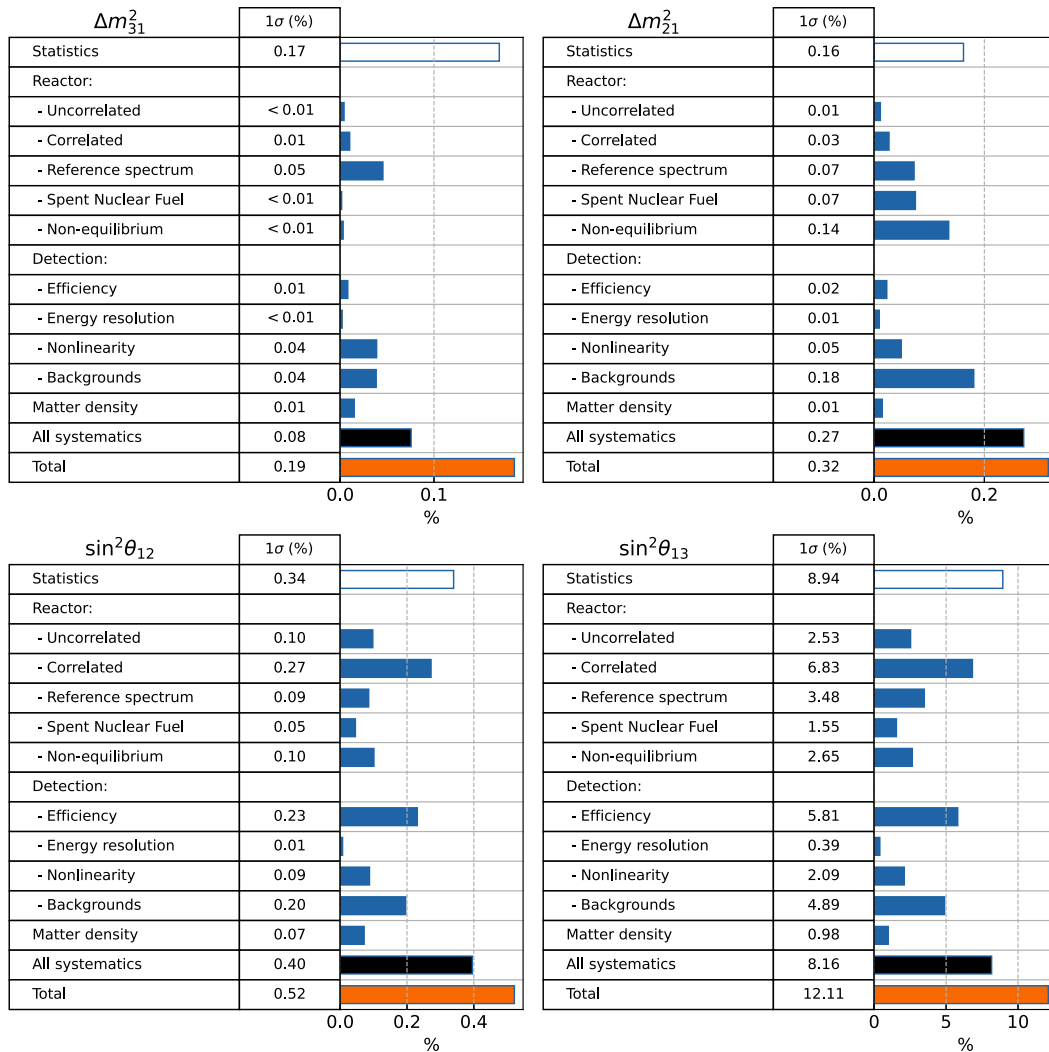 Δm²₃₁ 1σ (%)
Statistics 0.17
Reactor:
- Uncorrelated < 0.01
- Correlated 0.01
- Reference spectrum 0.05
- Spent Nuclear Fuel < 0.01
- Non-equilibrium < 0.01
Detection:
- Efficiency 0.01
- Energy resolution < 0.01
- Nonlinearity 0.04
- Backgrounds 0.04
Matter density 0.01
All systematics 0.08
Total 0.19
0.0 0.1
%
Δm²₂₁ 1σ (%)
Statistics 0.16
Reactor:
- Uncorrelated 0.01
- Correlated 0.03
- Reference spectrum 0.07
- Spent Nuclear Fuel 0.07
- Non-equilibrium 0.14
Detection:
- Efficiency 0.02
- Energy resolution 0.01
- Nonlinearity 0.05
- Backgrounds 0.18
Matter density 0.01
All systematics 0.27
Total 0.32
0.0 0.2
%
sin²θ₁₂ 1σ (%)
Statistics 0.34
Reactor:
- Uncorrelated 0.10
- Correlated 0.27
- Reference spectrum 0.09
- Spent Nuclear Fuel 0.05
- Non-equilibrium 0.10
Detection:
- Efficiency 0.23
- Energy resolution 0.01
- Nonlinearity 0.09
- Backgrounds 0.20
Matter density 0.07
All systematics 0.40
Total 0.52
0.0 0.2 0.4
%
sin²θ₁₃ 1σ (%)
Statistics 8.94
Reactor:
- Uncorrelated 2.53
- Correlated 6.83
- Reference spectrum 3.48
- Spent Nuclear Fuel 1.55
- Non-equilibrium 2.65
Detection:
- Efficiency 5.81
- Energy resolution 0.39
- Nonlinearity 2.09
- Backgrounds 4.89
Matter density 0.98
All systematics 8.16
Total 12.11
0 5 10
%